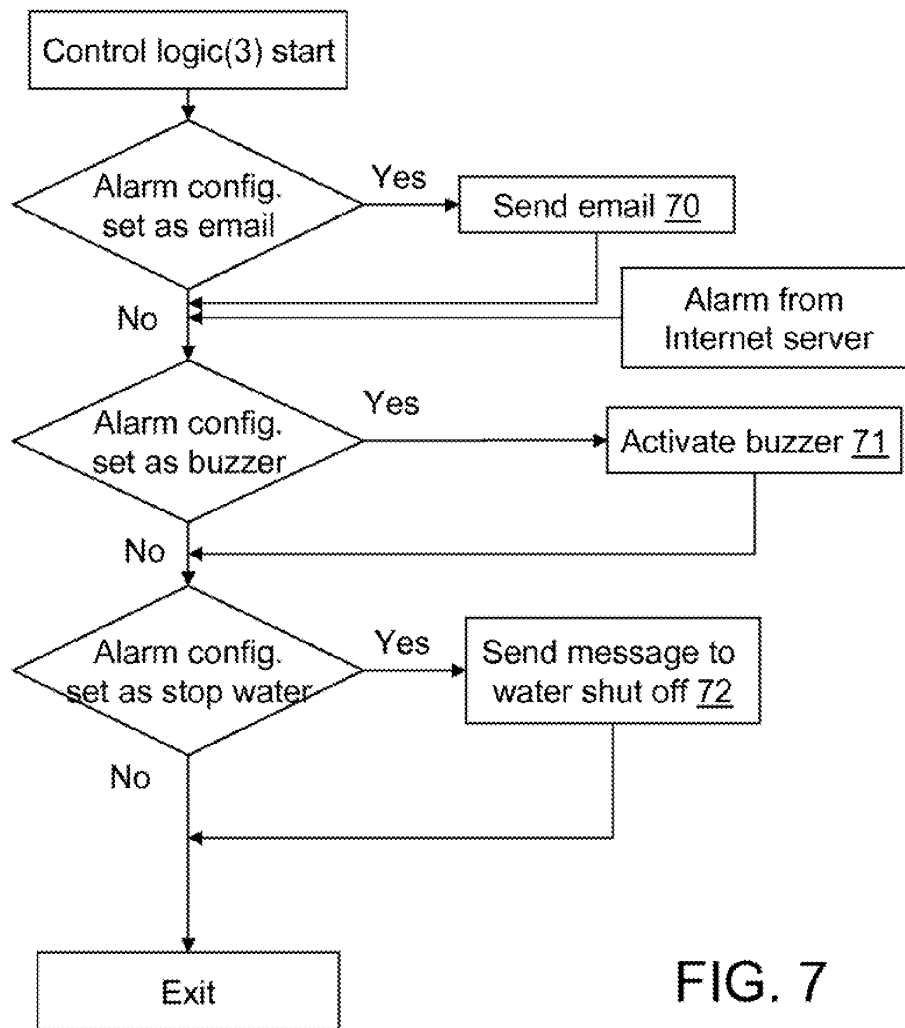 Control logic(3) start
Alarm config.
set as email
Yes
Send email 70
No
Alarm from
Internet server
Alarm config.
set as buzzer
Yes
Activate buzzer 71
No
Alarm config.
set as stop water
Yes
Send message to
water shut off 72
No
Exit
FIG. 7